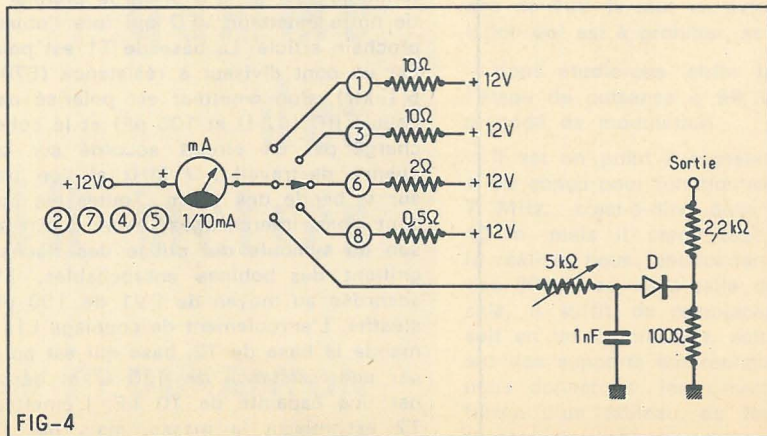 10Ω
1 +12V
mA
10Ω
3 +12V
+12V + - 2Ω
6 +12V
2 7 4 5 1/10mA
0,5Ω
8 +12V
Sortie
2,2kΩ
5kΩ D
1nF 100Ω
FIG-4